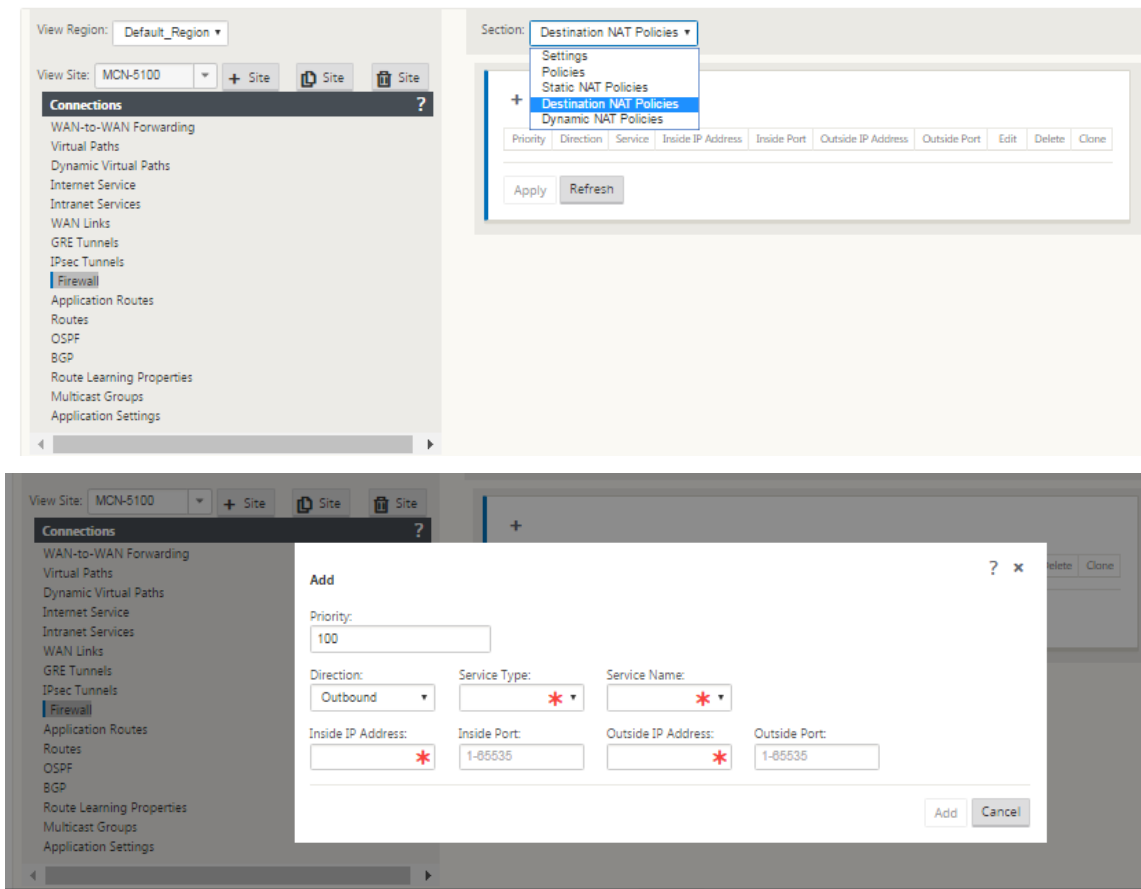 View Region: Default_Region
Section: Destination NAT Policies
Settings
Policies
Static NAT Policies
Destination NAT Policies
Dynamic NAT Policies
View Site: MCN-5100 + Site Site Site
Connections ?
WAN-to-WAN Forwarding
Virtual Paths
Dynamic Virtual Paths
Internet Service
Intranet Services
WAN Links
GRE Tunnels
IPsec Tunnels
Firewall
Application Routes
Routes
OSPF
BGP
Route Learning Properties
Multicast Groups
Application Settings
+
Priority Direction Service Inside IP Address Inside Port Outside IP Address Outside Port Edit Delete Clone
Apply Refresh
View Site: MCN-5100 + Site Site Site
Connections ?
WAN-to-WAN Forwarding
Virtual Paths
Dynamic Virtual Paths
Internet Service
Intranet Services
WAN Links
GRE Tunnels
IPsec Tunnels
Firewall
Application Routes
Routes
OSPF
BGP
Route Learning Properties
Multicast Groups
Application Settings
+
elete Clone
Add ? ×
Priority:
100
Direction: Service Type: Service Name:
Outbound * *
Inside IP Address: Inside Port: Outside IP Address: Outside Port:
* 1-65535 * 1-65535
Add Cancel